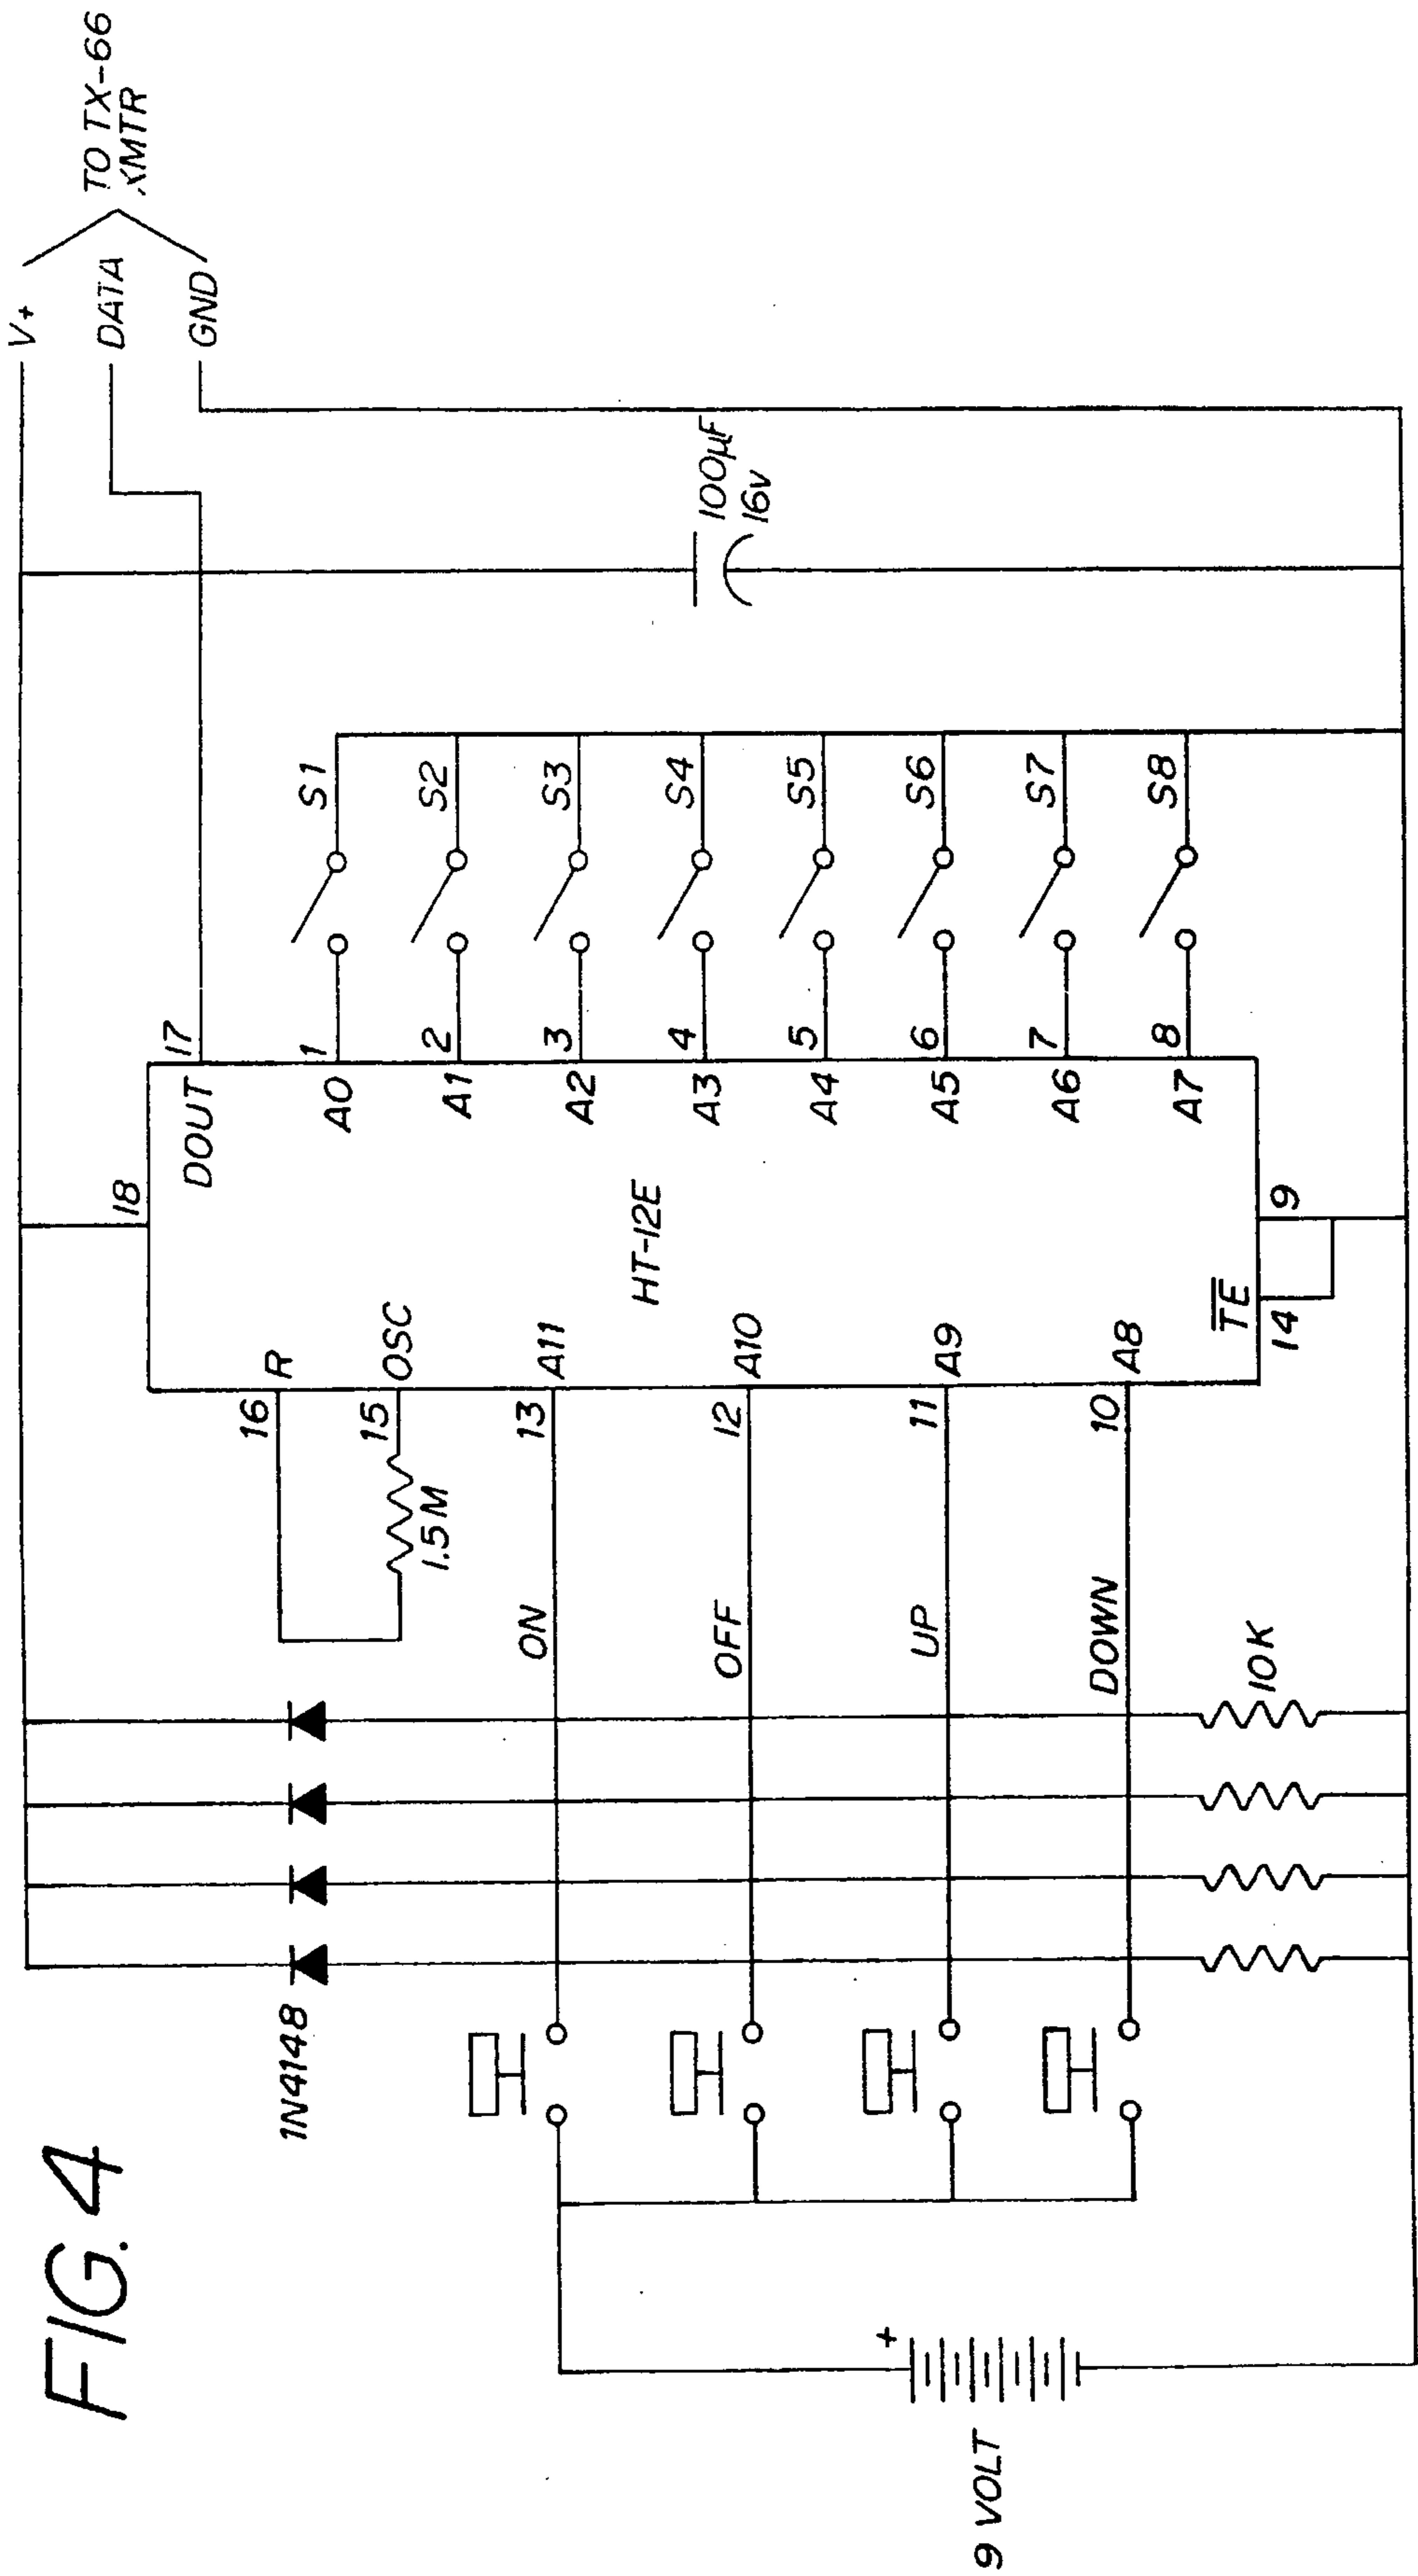 FIG. 4
V+
DATA
GND
TO TX-66
XMTR
1N4148
16
R
15
OSC
1.5M
18
17
DOUT
13
A11
ON
12
A10
OFF
11
A9
UP
10
A8
DOWN
10K
HT-12E
TE
14
9
A0
1
S1
A1
2
S2
A2
3
S3
A3
4
S4
A4
5
S5
A5
6
S6
A6
7
S7
A7
8
S8
100µF
16V
+
9 VOLT